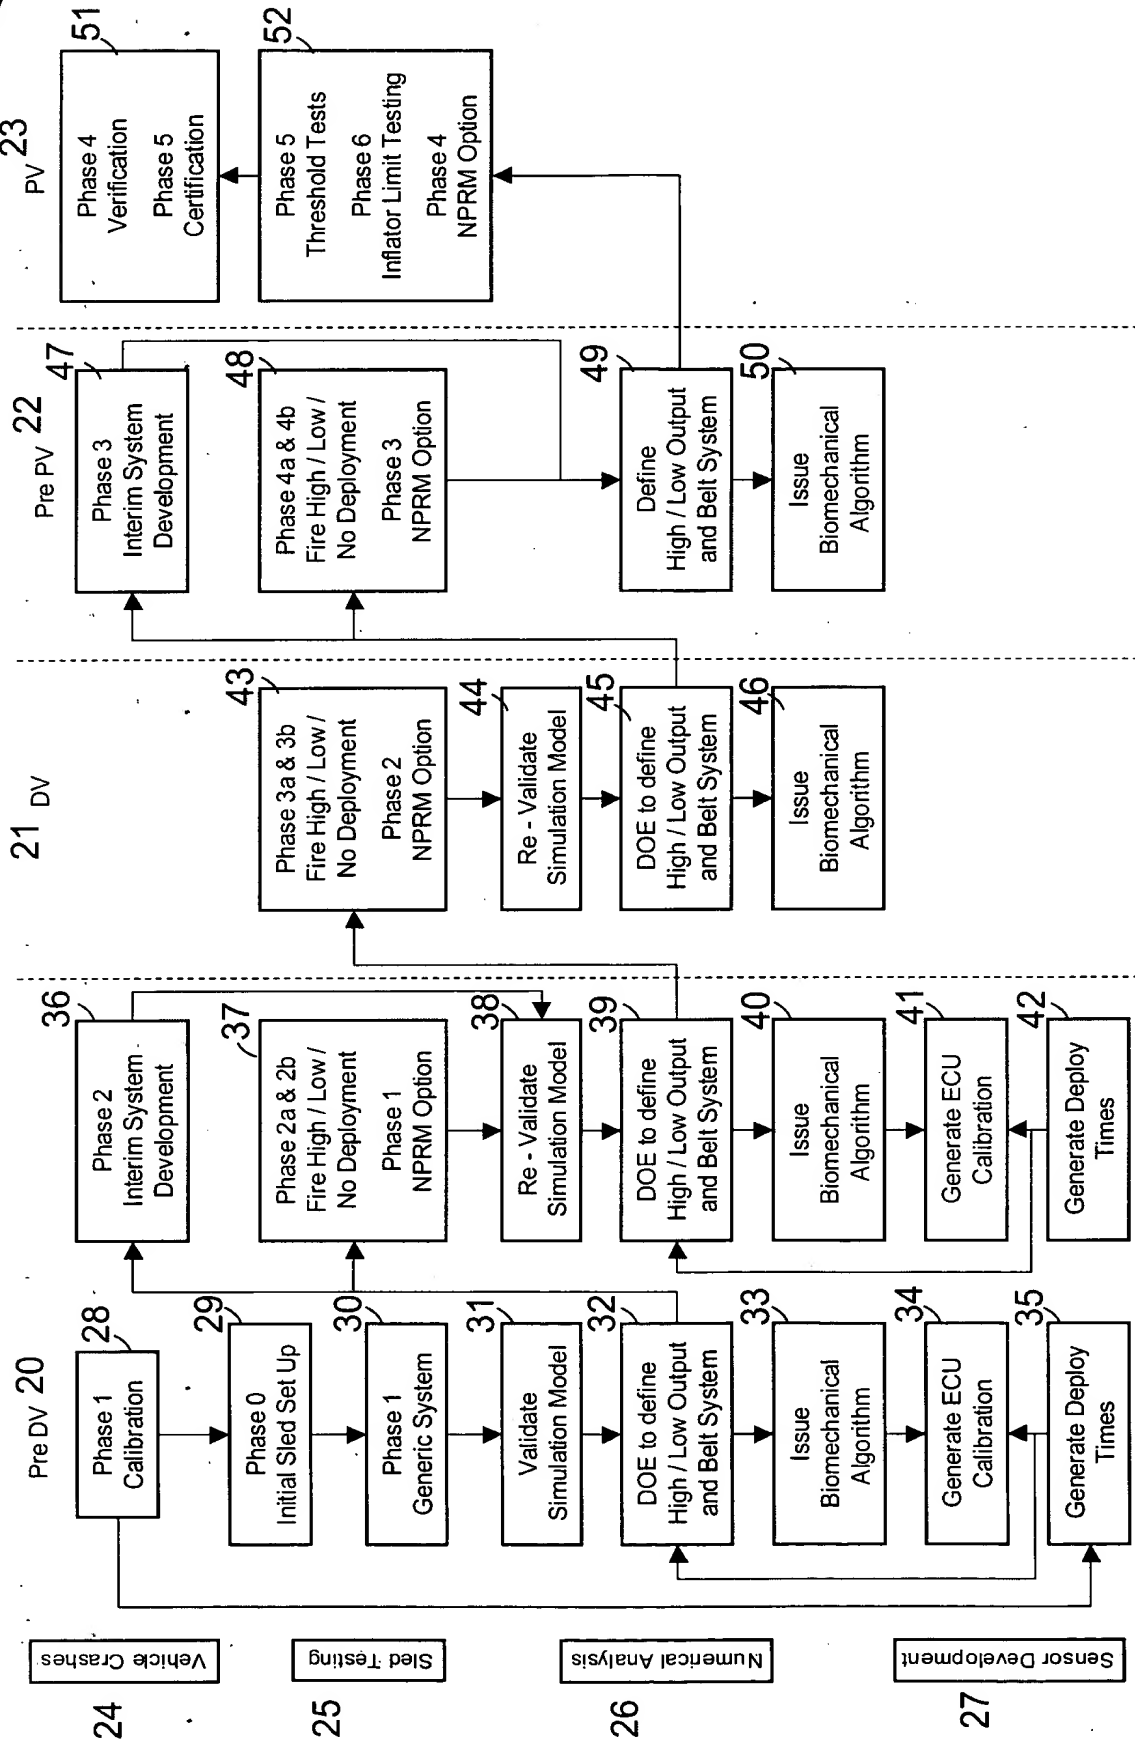 Pre DV 20
21 DV
Pre PV 22
PV 23
24
Vehicle Crashes
25
Sled Testing
26
Numerical Analysis
27
Sensor Development
28
Phase 1
Calibration
29
Phase 0
Initial Sled Set Up
30
Phase 1
Generic System
31
Validate
Simulation Model
32
DOE to define
High / Low Output
and Belt System
33
Issue
Biomechanical
Algorithm
34
Generate ECU
Calibration
35
Generate Deploy
Times
36
Phase 2
Interim System
Development
37
Phase 2a & 2b
Fire High / Low /
No Deployment
Phase 1
NPRM Option
38
Re - Validate
Simulation Model
39
DOE to define
High / Low Output
and Belt System
40
Issue
Biomechanical
Algorithm
41
Generate ECU
Calibration
42
Generate Deploy
Times
43
Phase 3a & 3b
Fire High / Low /
No Deployment
Phase 2
NPRM Option
44
Re - Validate
Simulation Model
45
DOE to define
High / Low Output
and Belt System
46
Issue
Biomechanical
Algorithm
47
Phase 3
Interim System
Development
48
Phase 4a & 4b
Fire High / Low /
No Deployment
Phase 3
NPRM Option
49
Define
High / Low Output
and Belt System
50
Issue
Biomechanical
Algorithm
51
Phase 4
Verification
Phase 5
Certification
52
Phase 5
Threshold Tests
Phase 6
Inflator Limit Testing
Phase 4
NPRM Option